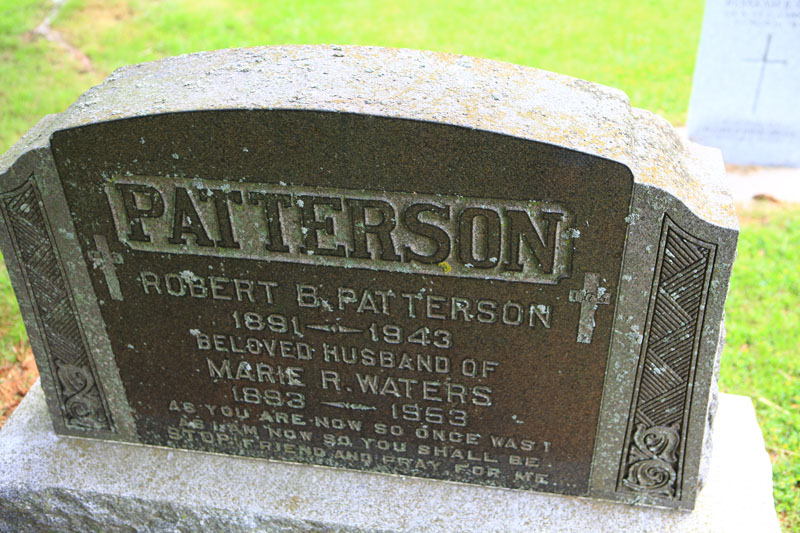 PATTERSON
ROBERT B. PATTERSON
1891 1943
BELOVED HUSBAND OF
MARIE R. WATERS
1893 1953
AS YOU ARE NOW SO ONCE WAS I
AS I AM NOW SO YOU SHALL BE.
STOP FRIEND AND PRAY FOR ME.